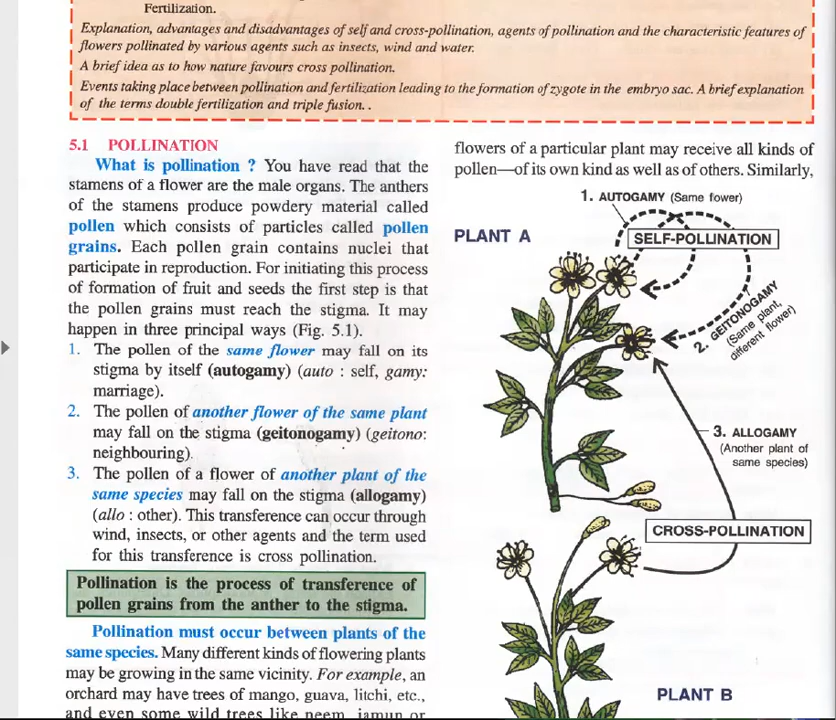 Fertilization.
Explanation, advantages and disadvantages of self and cross-pollination, agents of pollination and the characteristic features of
flowers pollinated by various agents such as insects, wind and water.
A brief idea as to how nature favours cross pollination.
Events taking place between pollination and fertilization leading to the formation of zygote in the embryo sac. A brief explanation
of the terms double fertilization and triple fusion. .
5.1 POLLINATION
What is pollination ? You have read that the
stamens of a flower are the male organs. The anthers
of the stamens produce powdery material called
pollen which consists of particles called pollen
grains. Each pollen grain contains nuclei that
participate in reproduction. For initiating this process
of formation of fruit and seeds the first step is that
the pollen grains must reach the stigma. It may
happen in three principal ways (Fig. 5.1).
1. The pollen of the same flower may fall on its
stigma by itself (autogamy) (auto : self, gamy:
marriage).
2. The pollen of another flower of the same plant
may fall on the stigma (geitonogamy) (geitono:
neighbouring).
3. The pollen of a flower of another plant of the
same species may fall on the stigma (allogamy)
(allo : other). This transference can occur through
wind, insects, or other agents and the term used
for this transference is cross pollination.
Pollination is the process of transference of
pollen grains from the anther to the stigma.
Pollination must occur between plants of the
same species. Many different kinds of flowering plants
may be growing in the same vicinity. For example, an
orchard may have trees of mango, guava, litchi, etc.,
and even some wild trees like neem, jamun or
flowers of a particular plant may receive all kinds of
pollen—of its own kind as well as of others. Similarly,
1. AUTOGAMY (Same fower)
PLANT A
SELF-POLLINATION
2. GEITONOGAMY
(Same plant,
different flower)
3. ALLOGAMY
(Another plant of
same species)
CROSS-POLLINATION
PLANT B